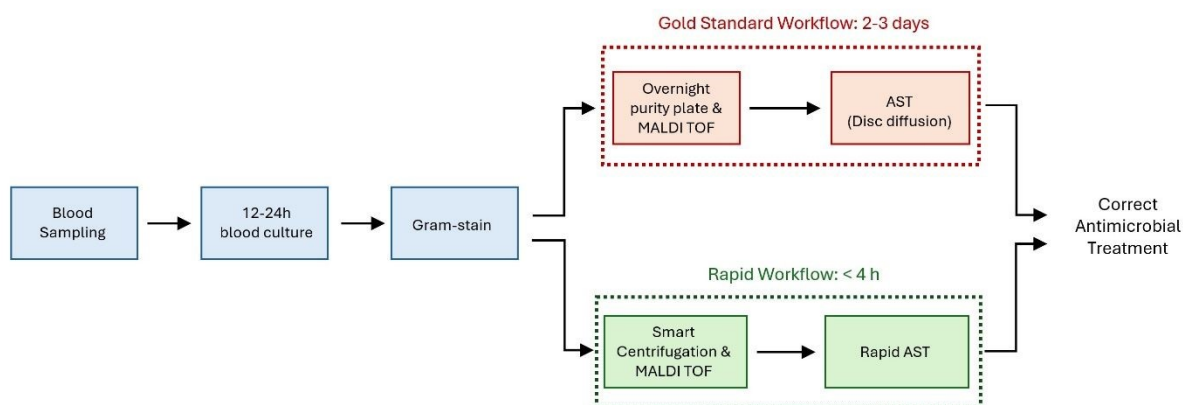 Gold Standard Workflow: 2-3 days
Overnight
purity plate &
MALDI TOF
AST
(Disc diffusion)
Blood
Sampling
12-24h
blood culture
Gram-stain
Correct
Antimicrobial
Treatment
Rapid Workflow: < 4 h
Smart
Centrifugation &
MALDI TOF
Rapid AST